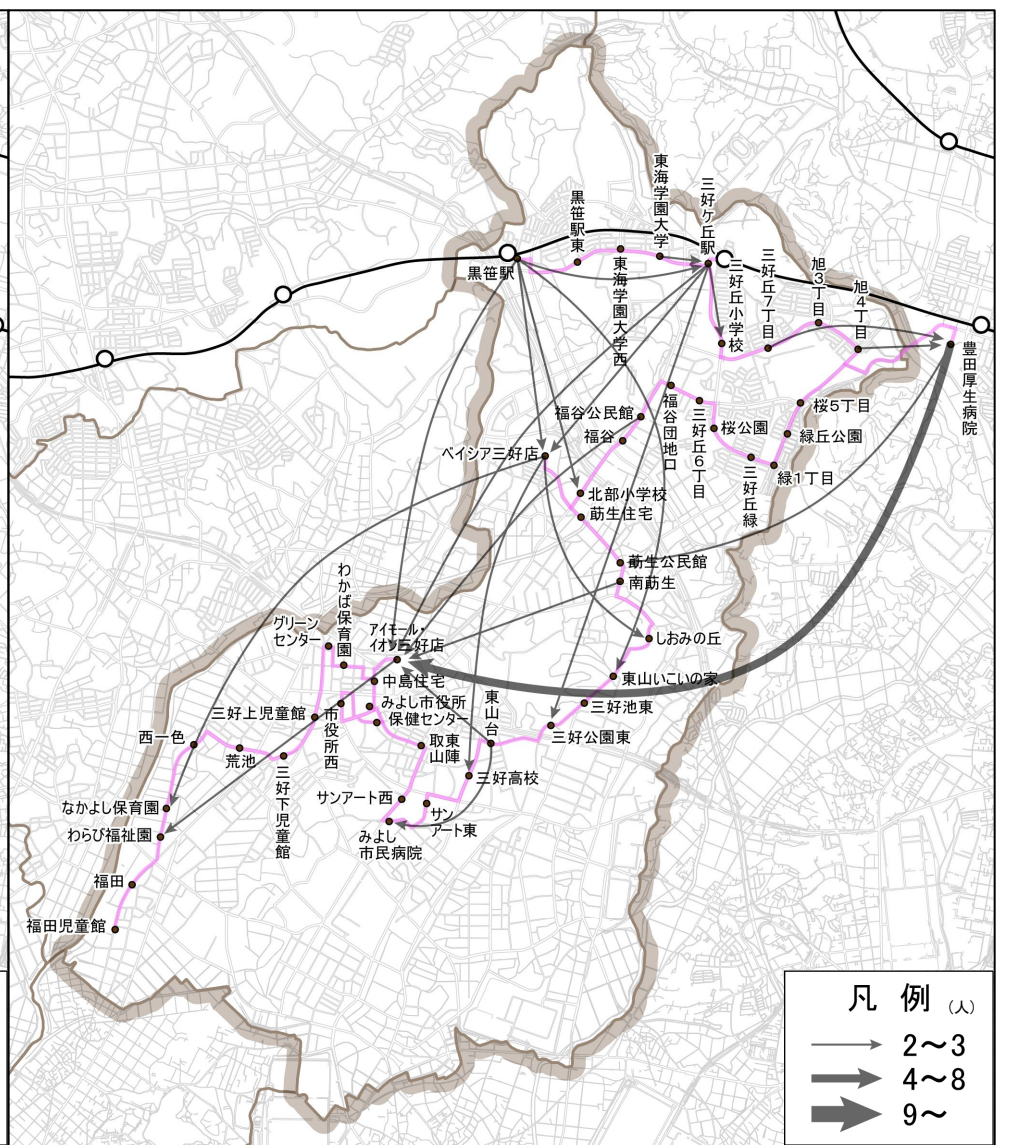 東海学園大学
三好ケ丘駅
黒笹駅東
黒笹駅
東海学園大学西
三好丘小学校
三好丘7丁目
旭3丁目
旭4丁目
豊田厚生病院
福谷公民館
福谷
福谷団地口
三好丘6丁目
桜公園
桜5丁目
緑丘公園
緑1丁目
三好丘緑
ベイシア三好店
北部小学校
莇生住宅
莇生公民館
南莇生
しおみの丘
わかば保育園
グリーン
センター
アイモール・
イオン三好店
中島住宅
東山いこいの家
みよし市役所
保健センター
東山台
三好池東
三好上児童館
市役所西
三好公園東
西一色
荒池
三好下児童館
取東
山陣
三好高校
なかよし保育園
サンアート西
サン
アート東
わらび福祉園
みよし
市民病院
福田
福田児童館
凡 例 (人)
2〜3
4〜8
9〜